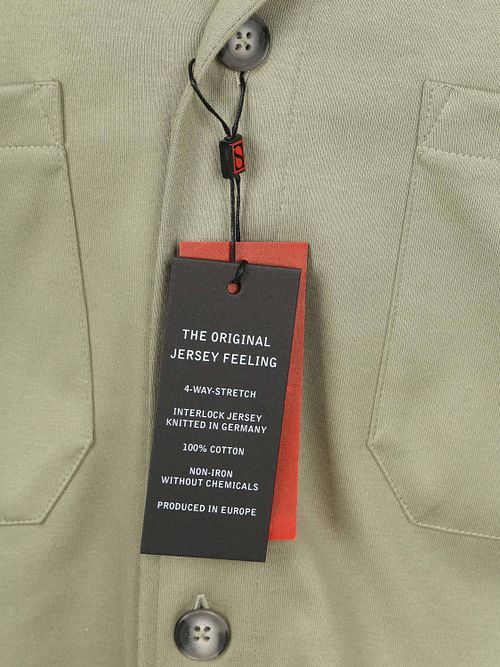 THE ORIGINAL
JERSEY FEELING
4-WAY-STRETCH
INTERLOCK JERSEY
KNITTED IN GERMANY
100% COTTON
NON-IRON
WITHOUT CHEMICALS
PRODUCED IN EUROPE